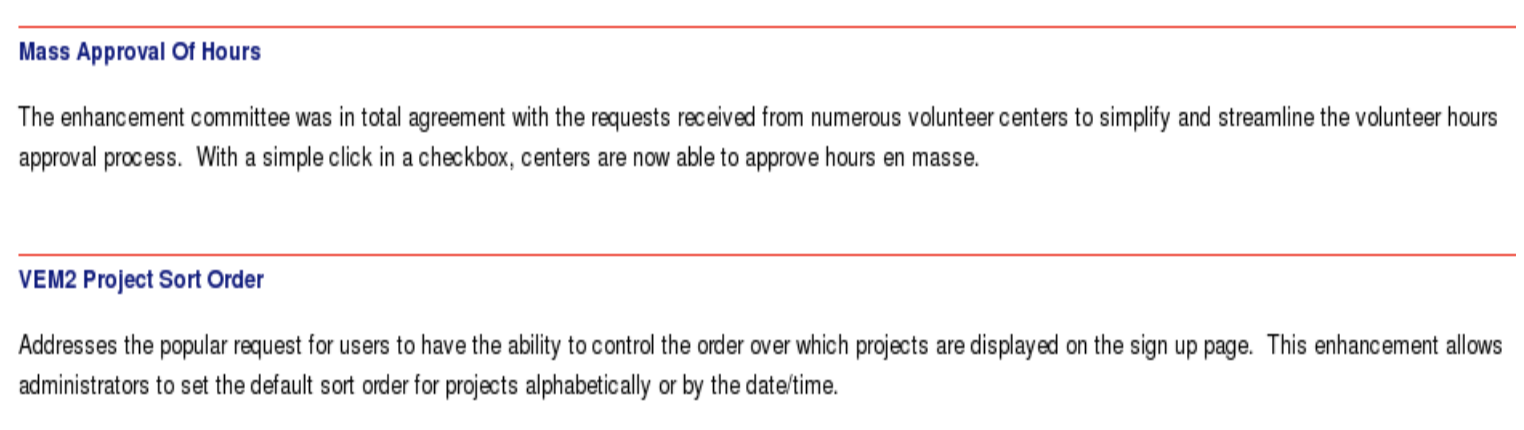 Mass Approval Of Hours
The enhancement committee was in total agreement with the requests received from numerous volunteer centers to simplify and streamline the volunteer hours
approval process.  With a simple click in a checkbox, centers are now able to approve hours en masse.
VEM2 Project Sort Order
Addresses the popular request for users to have the ability to control the order over which projects are displayed on the sign up page.  This enhancement allows
administrators to set the default sort order for projects alphabetically or by the date/time.